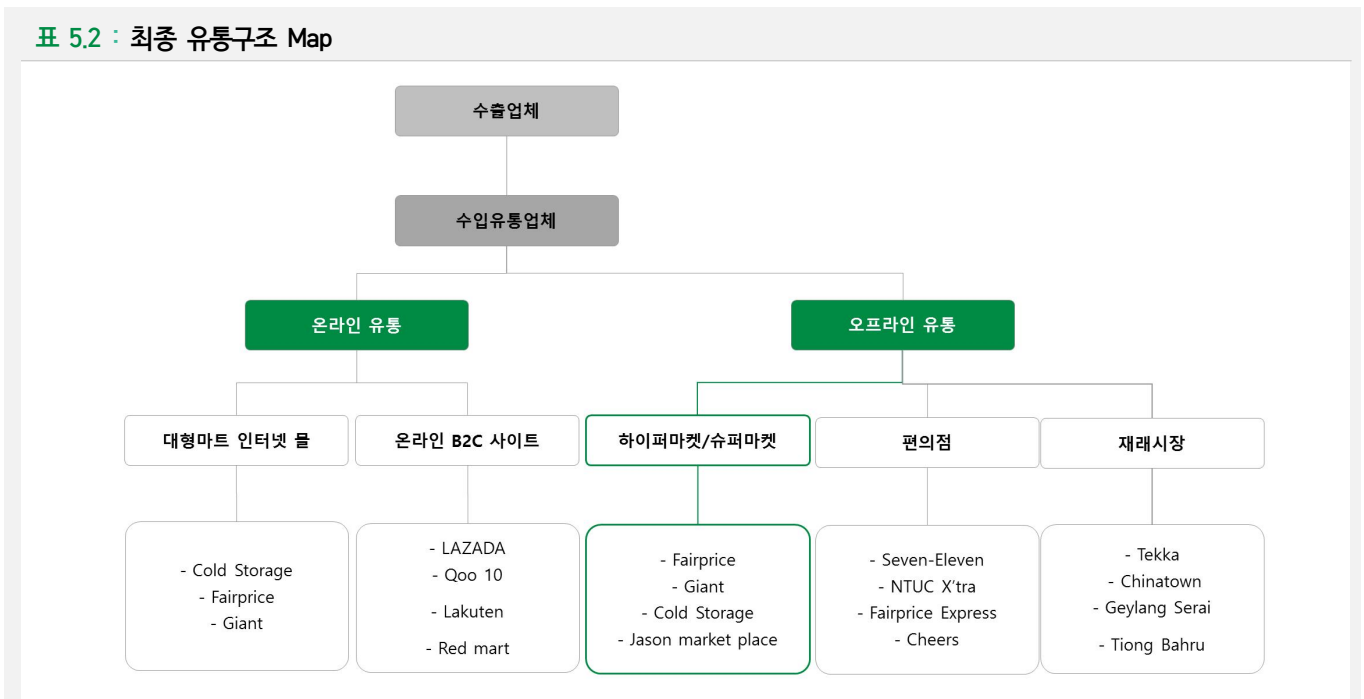 표 5.2 : 최종 유통구조 Map
수출업체
수입유통업체
온라인 유통
오프라인 유통
대형마트 인터넷 몰
온라인 B2C 사이트
하이퍼마켓/슈퍼마켓
편의점
재래시장
- Cold Storage
- Fairprice
- Giant
- LAZADA
- Qoo 10
- Lakuten
- Red mart
- Fairprice
- Giant
- Cold Storage
- Jason market place
- Seven-Eleven
- NTUC X’tra
- Fairprice Express
- Cheers
- Tekka
- Chinatown
- Geylang Serai
- Tiong Bahru